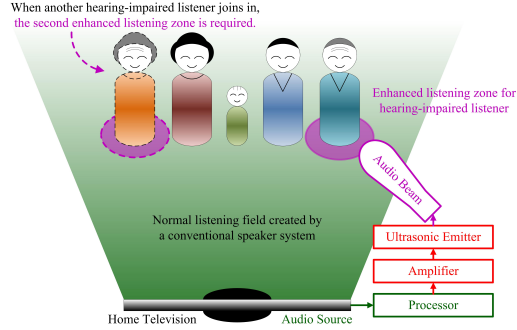 When another hearing-impaired listener joins in,
the second enhanced listening zone is required.
Enhanced listening zone for
hearing-impaired listener
Audio Beam
Normal listening field created by
a conventional speaker system
Ultrasonic Emitter
Amplifier
Processor
Home Television
Audio Source